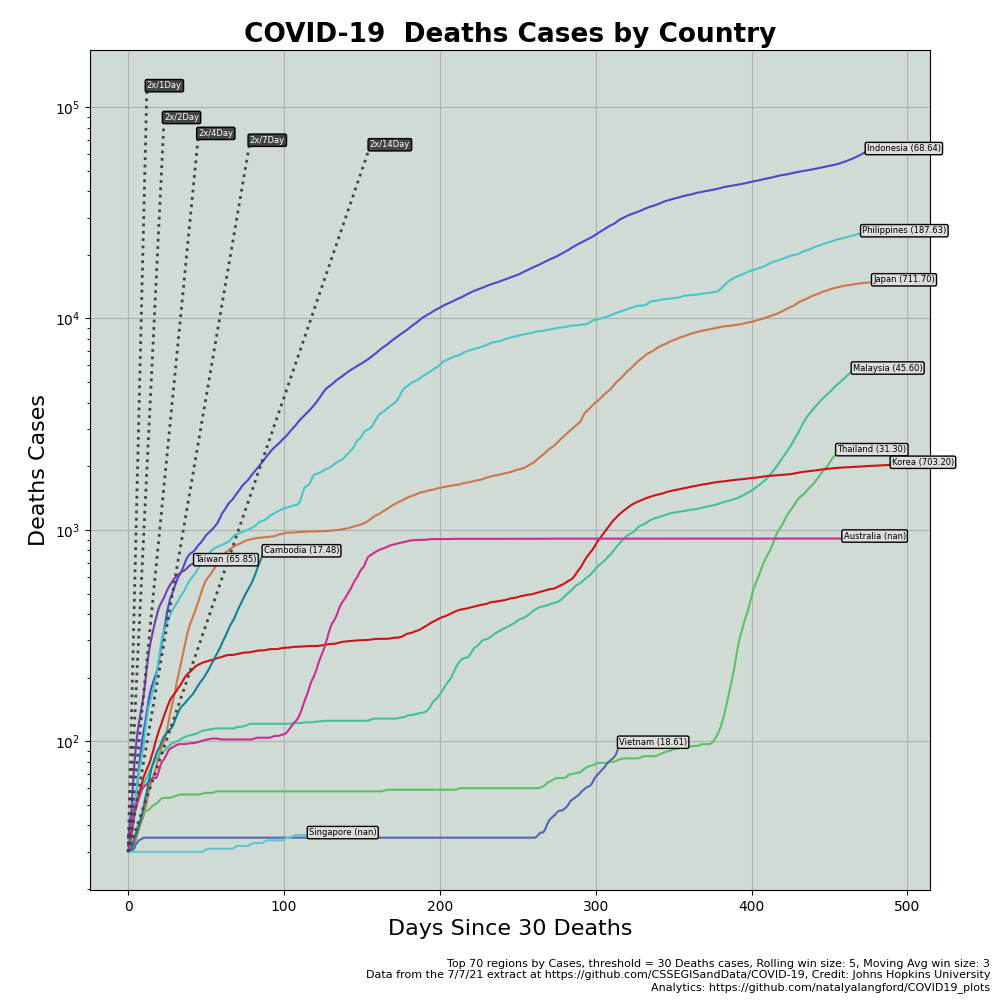 COVID-19 Deaths Cases by Country
2x/1Day
2x/2Day
2x/4Day
2x/7Day
2x/14Day
Indonesia (68.64)
Philippines (187.63)
Japan (711.70)
Malaysia (45.60)
Thailand (31.30)
Korea (703.20)
Australia (nan)
Cambodia (17.48)
Taiwan (65.85)
Vietnam (18.61)
Singapore (nan)
10^5
10^4
10^3
10^2
Deaths Cases
0 100 200 300 400 500
Days Since 30 Deaths
Top 70 regions by Cases, threshold = 30 Deaths cases, Rolling win size: 5, Moving Avg win size: 3
Data from the 7/7/21 extract at https://github.com/CSSEGISandData/COVID-19, Credit: Johns Hopkins University
Analytics: https://github.com/natalyalangford/COVID19_plots